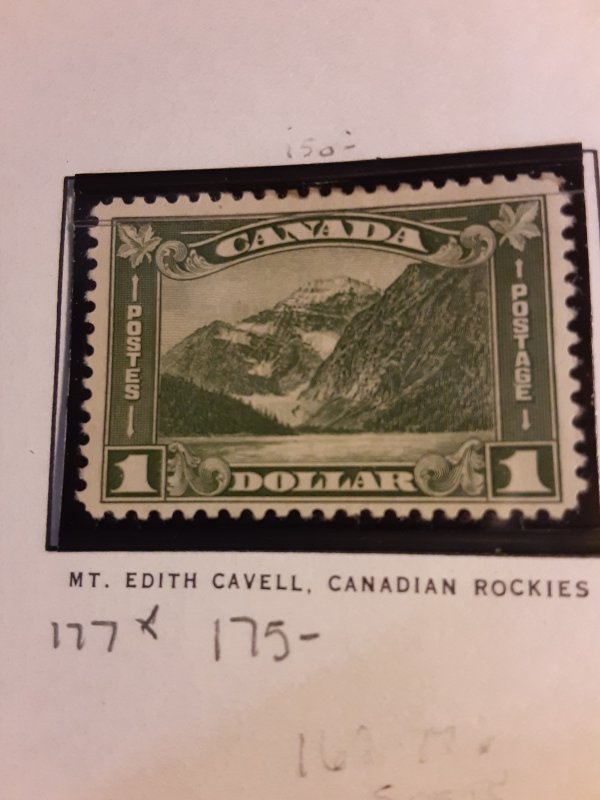 150-
CANADA
POSTES
POSTAGE
1 DOLLAR 1
MT. EDITH CAVELL, CANADIAN ROCKIES
177* 175-